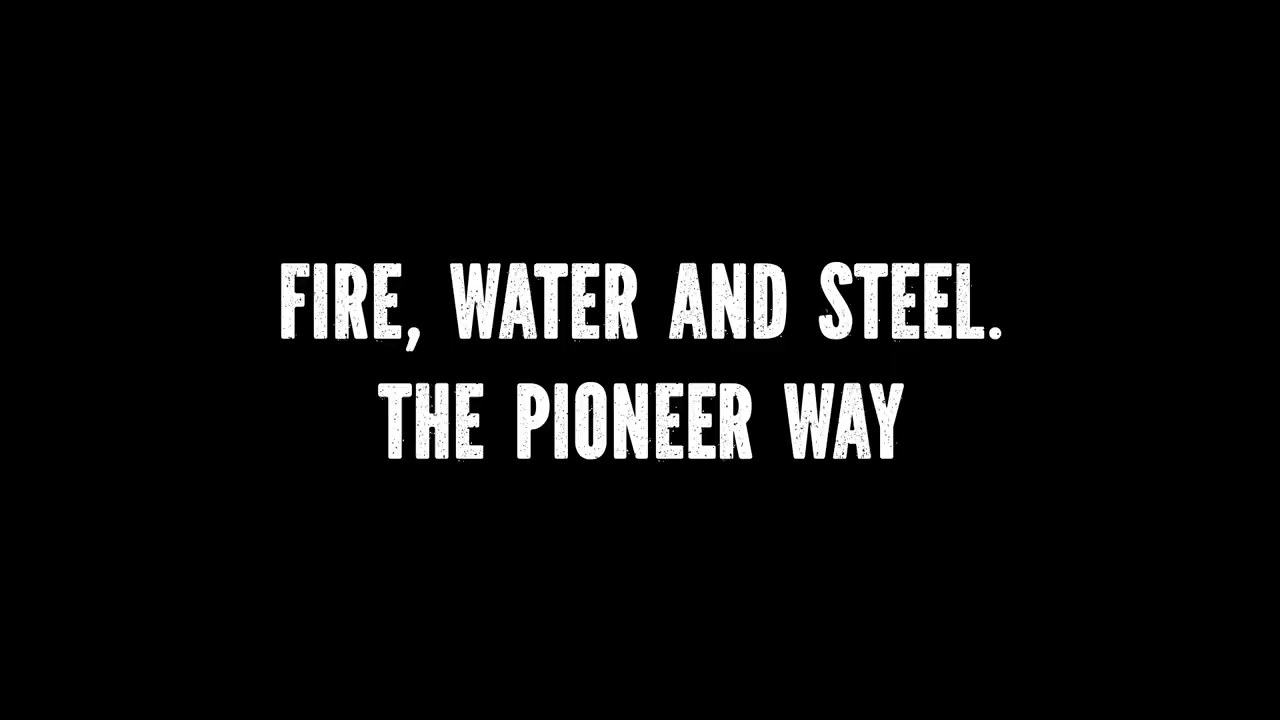 FIRE, WATER AND STEEL.
THE PIONEER WAY